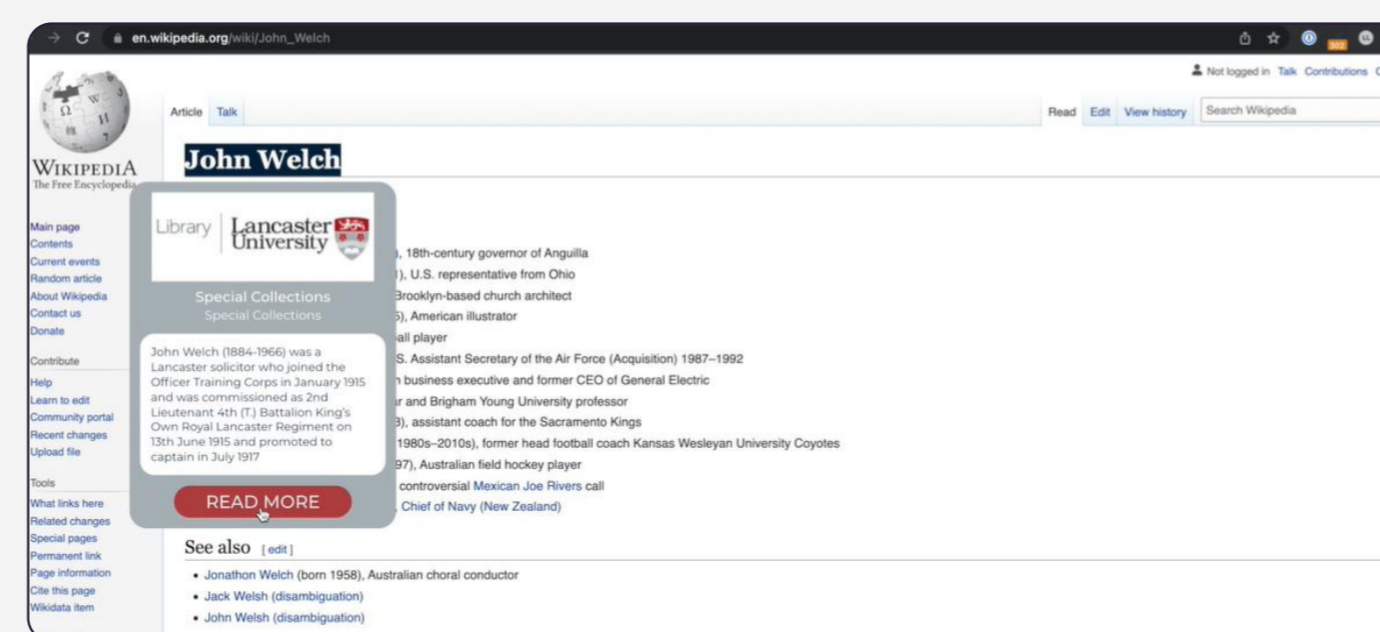 en.wikipedia.org/wiki/John_Welch
302
Not logged in Talk Contributions
Article Talk
Read Edit View history Search Wikipedia
WIKIPEDIA
The Free Encyclopedia
John Welch
Main page
Contents
Current events
Random article
About Wikipedia
Contact us
Donate
Contribute
Help
Learn to edit
Community portal
Recent changes
Upload file
Tools
What links here
Related changes
Special pages
Permanent link
Page information
Cite this page
Wikidata item
Library Lancaster University
Special Collections
Special Collections
John Welch (1884-1966) was a
Lancaster solicitor who joined the
Officer Training Corps in January 1915
and was commissioned as 2nd
Lieutenant 4th (T.) Battalion King's
Own Royal Lancaster Regiment on
13th June 1915 and promoted to
captain in July 1917
READ MORE
, 18th-century governor of Anguilla
), U.S. representative from Ohio
Brooklyn-based church architect
), American illustrator
player
S. Assistant Secretary of the Air Force (Acquisition) 1987–1992
business executive and former CEO of General Electric
and Brigham Young University professor
), assistant coach for the Sacramento Kings
1980s–2010s), former head football coach Kansas Wesleyan University Coyotes
97), Australian field hockey player
controversial Mexican Joe Rivers call
Chief of Navy (New Zealand)
See also [ edit ]
• Jonathon Welch (born 1958), Australian choral conductor
• Jack Welsh (disambiguation)
• John Welsh (disambiguation)